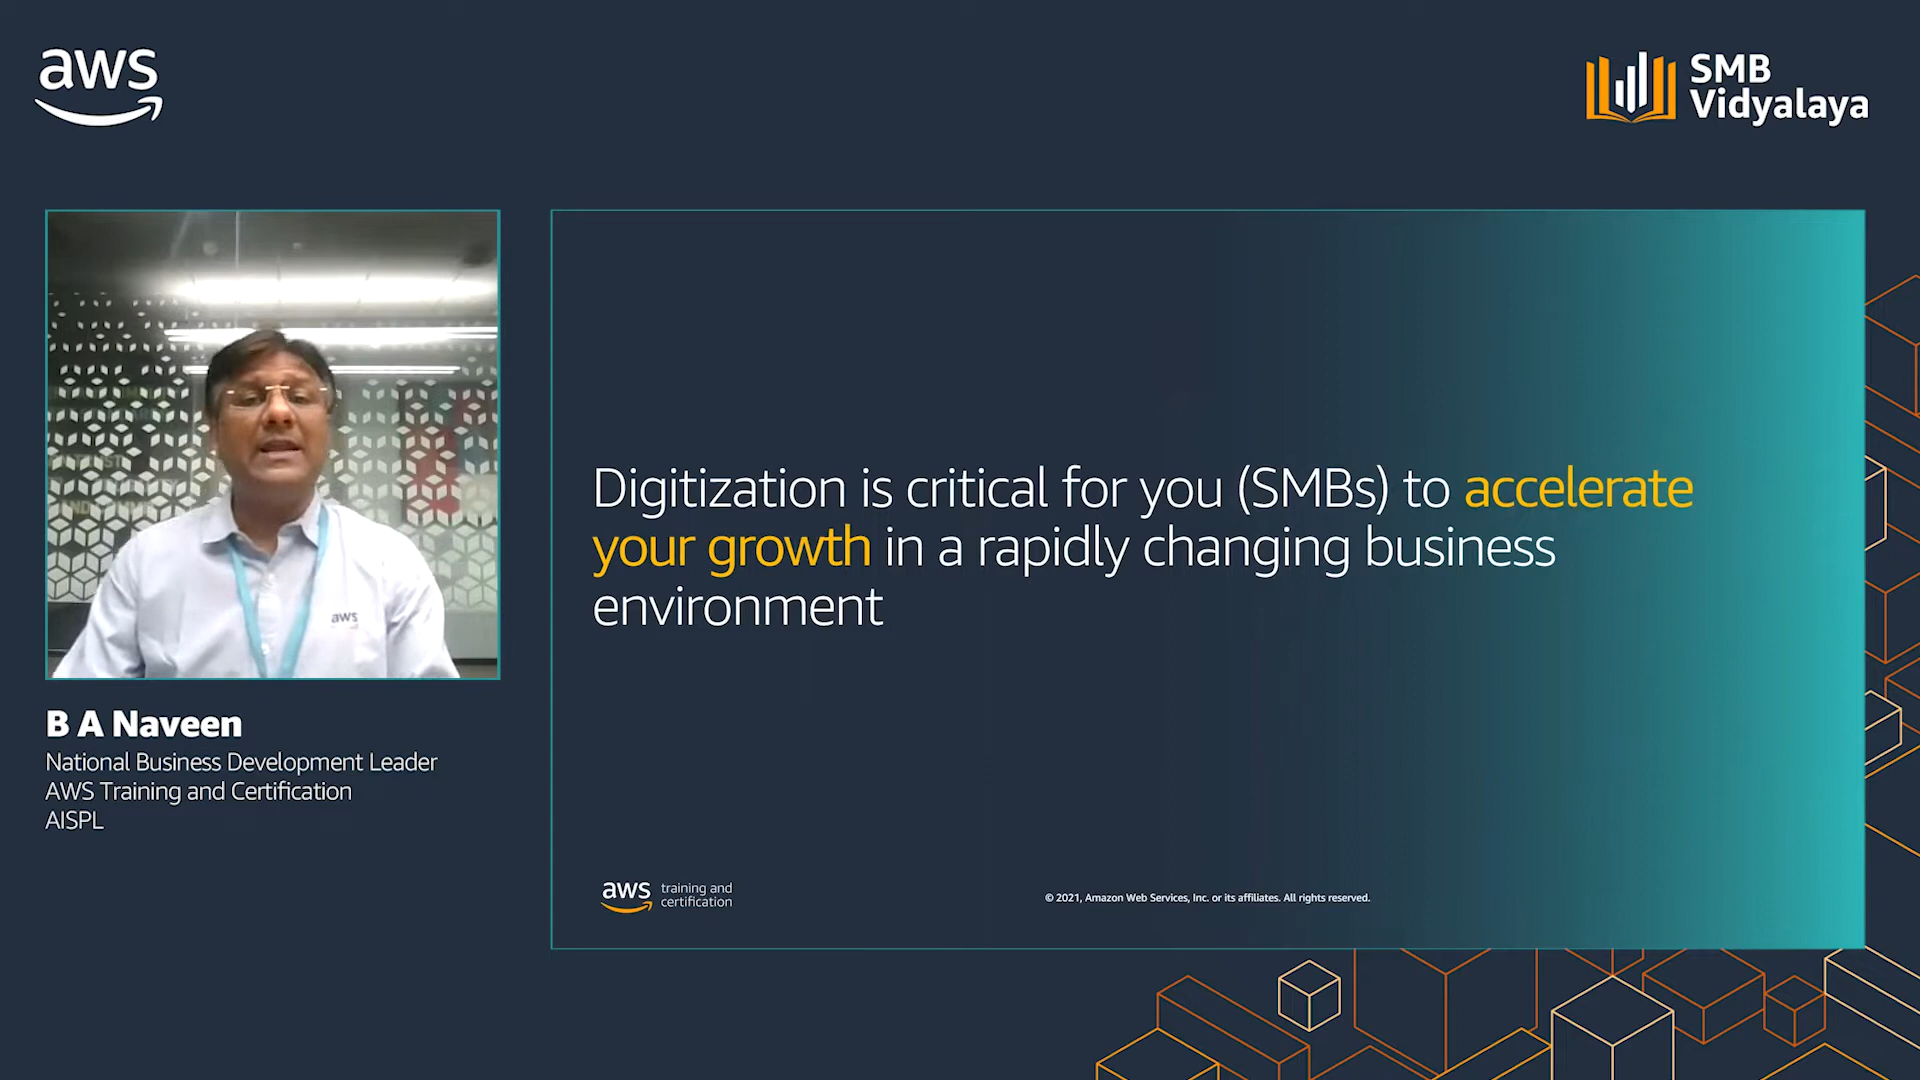 aws
SMB
Vidyalaya
aws
B A Naveen
National Business Development Leader
AWS Training and Certification
AISPL
Digitization is critical for you (SMBs) to accelerate
your growth in a rapidly changing business
environment
aws training and
certification
© 2021, Amazon Web Services, Inc. or its affiliates. All rights reserved.